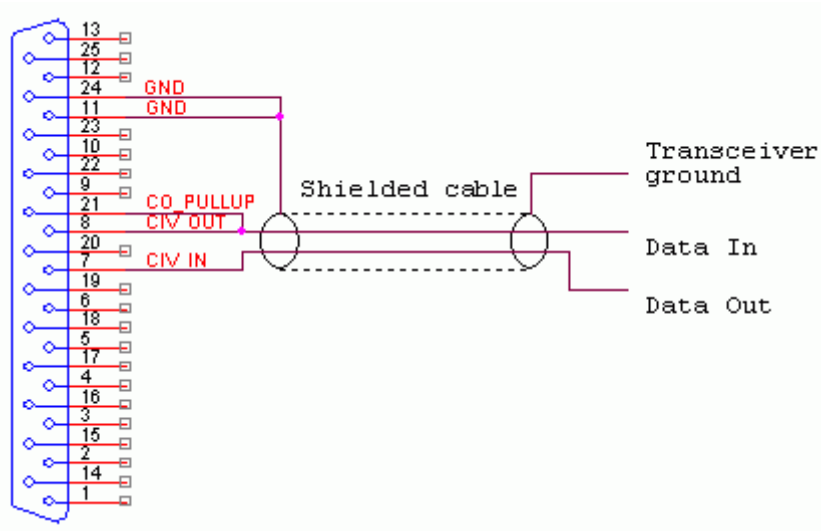 13
25
12
24 GND
11 GND
23
10
22
9
21 CO_PULLUP
8 CIV OUT
20
7 CIV IN
19
6
18
5
17
4
16
3
15
2
14
1
Shielded cable
Transceiver
ground
Data In
Data Out